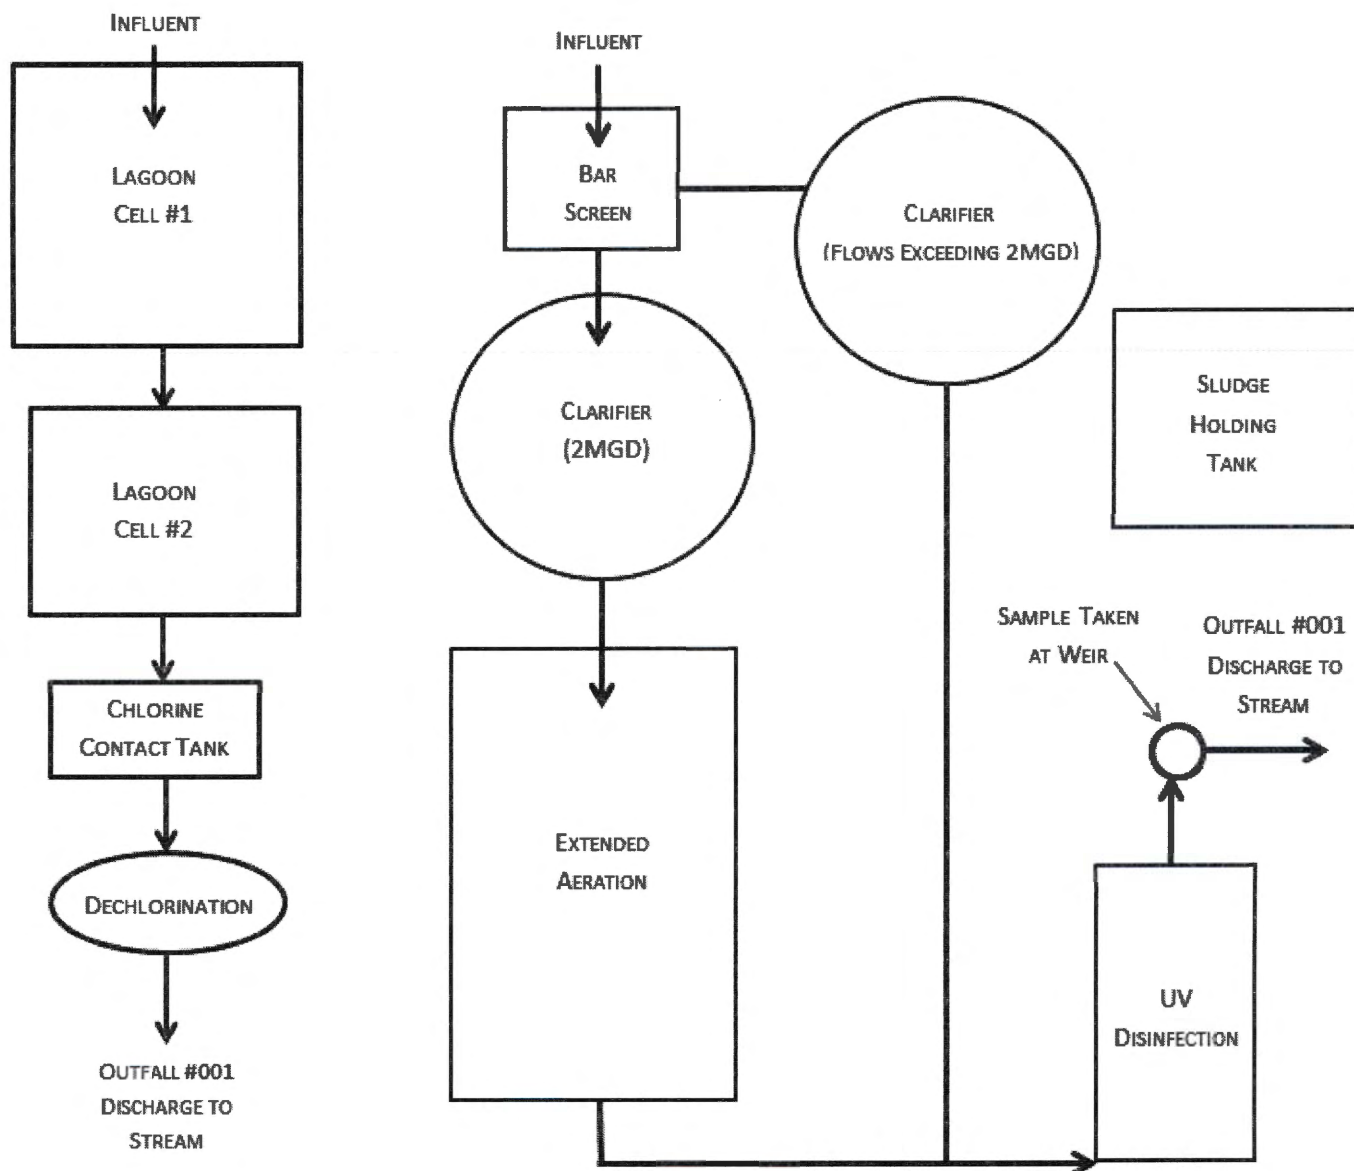 INFLUENT
LAGOON
CELL #1
LAGOON
CELL #2
CHLORINE
CONTACT TANK
DECHLORINATION
OUTFALL #001
DISCHARGE TO
STREAM
INFLUENT
BAR
SCREEN
CLARIFIER
(FLOWS EXCEEDING 2MGD)
CLARIFIER
(2MGD)
EXTENDED
AERATION
SLUDGE
HOLDING
TANK
SAMPLE TAKEN
AT WEIR
OUTFALL #001
DISCHARGE TO
STREAM
UV
DISINFECTION